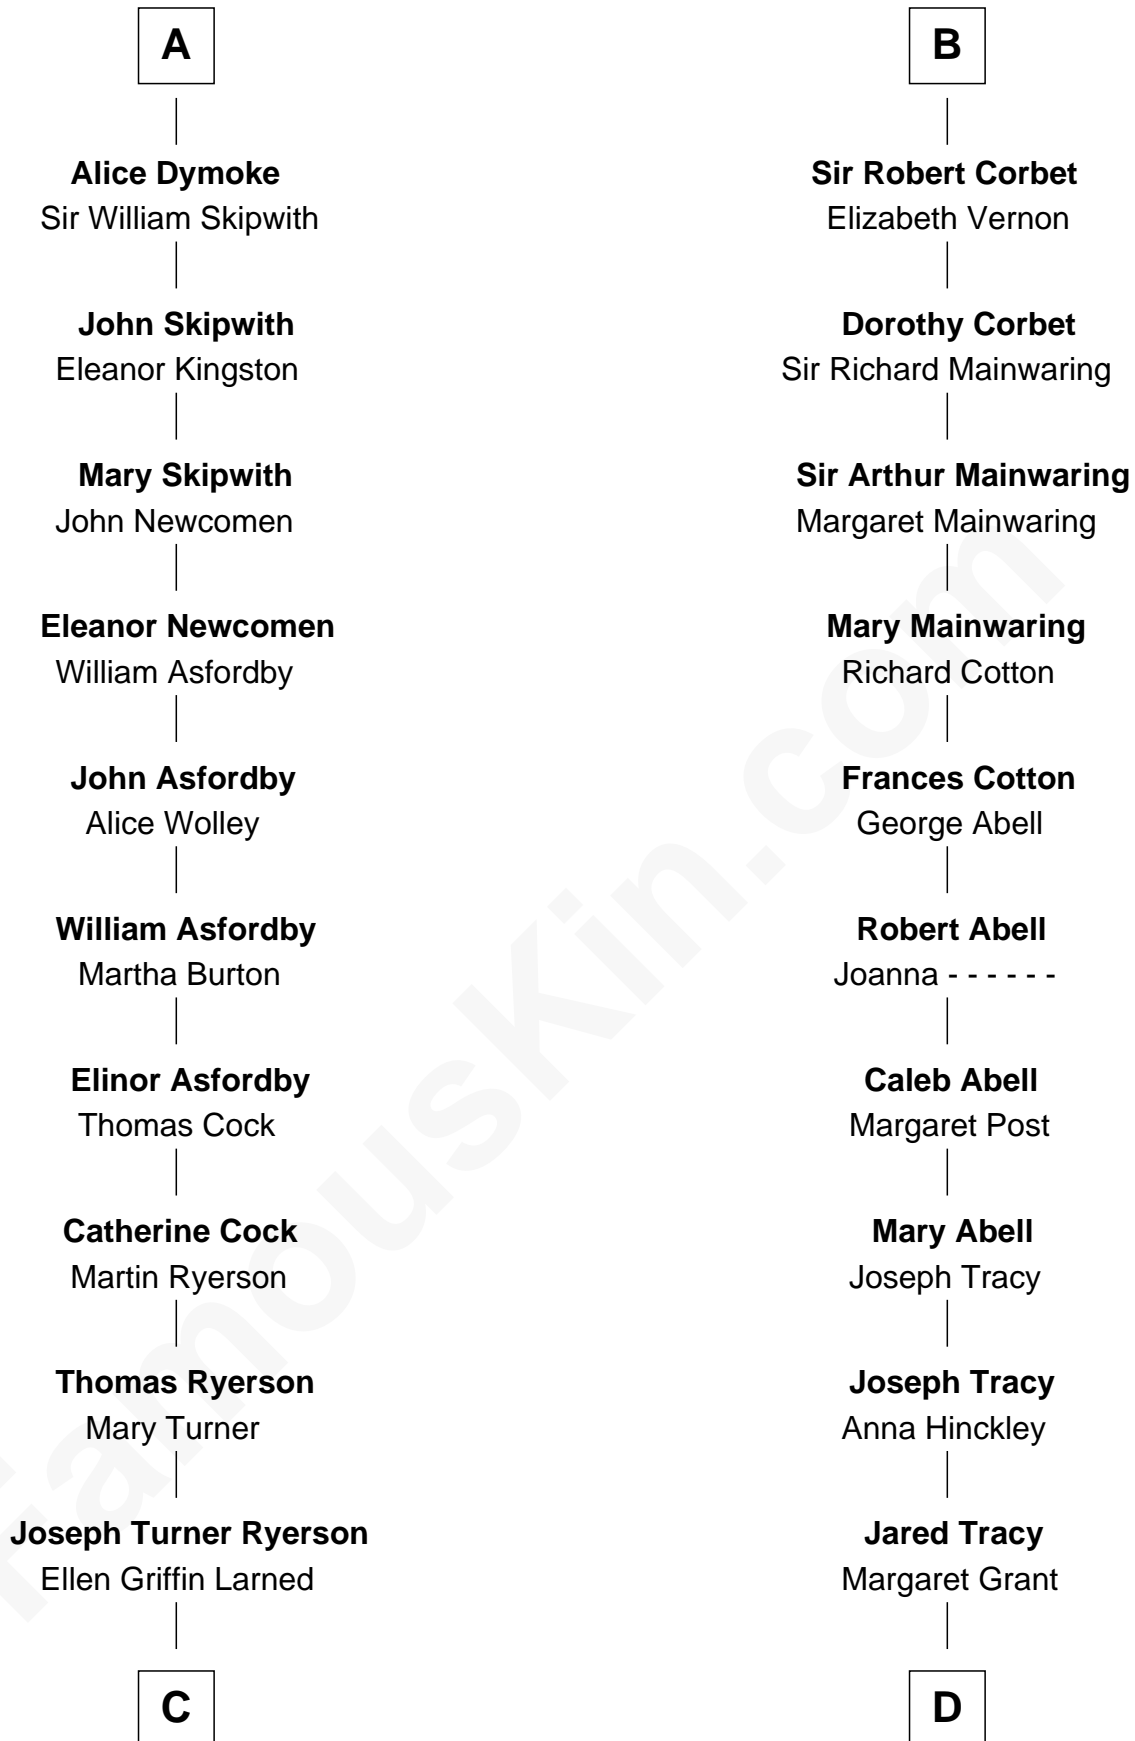 A
Alice Dymoke
Sir William Skipwith
John Skipwith
Eleanor Kingston
Mary Skipwith
John Newcomen
Eleanor Newcomen
William Asfordby
John Asfordby
Alice Wolley
William Asfordby
Martha Burton
Elinor Asfordby
Thomas Cock
Catherine Cock
Martin Ryerson
Thomas Ryerson
Mary Turner
Joseph Turner Ryerson
Ellen Griffin Larned
C
B
Sir Robert Corbet
Elizabeth Vernon
Dorothy Corbet
Sir Richard Mainwaring
Sir Arthur Mainwaring
Margaret Mainwaring
Mary Mainwaring
Richard Cotton
Frances Cotton
George Abell
Robert Abell
Joanna - - - - - -
Caleb Abell
Margaret Post
Mary Abell
Joseph Tracy
Joseph Tracy
Anna Hinckley
Jared Tracy
Margaret Grant
D
FamousKin.com